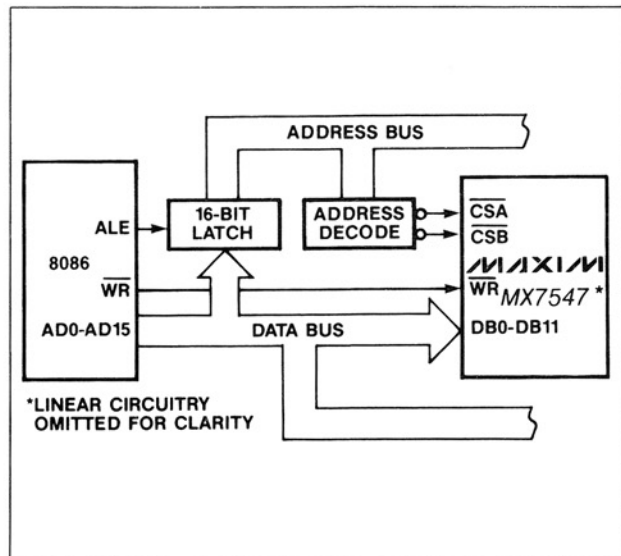 ADDRESS BUS
ALE
16-BIT
LATCH
ADDRESS
DECODE
CSA
CSB
MAXIM
8086
WR
WR
MX7547 *
AD0-AD15
DATA BUS
DB0-DB11
*LINEAR CIRCUITRY
OMITTED FOR CLARITY